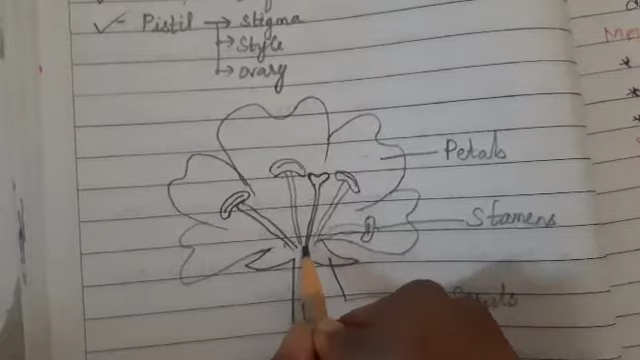 ✓ Pistil → Stigma
→ Style
→ ovary
Petals
Stamens